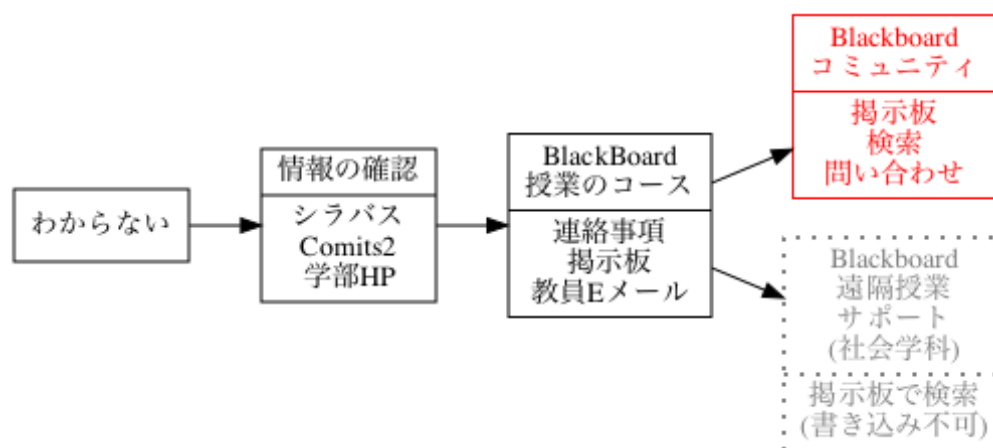 わからない
情報の確認
シラバス
Comits2
学部HP
BlackBoard
授業のコース
連絡事項
掲示板
教員Eメール
Blackboard
コミュニティ
掲示板
検索
問い合わせ
Blackboard
遠隔授業
サポート
(社会学科)
掲示板で検索
(書き込み不可)